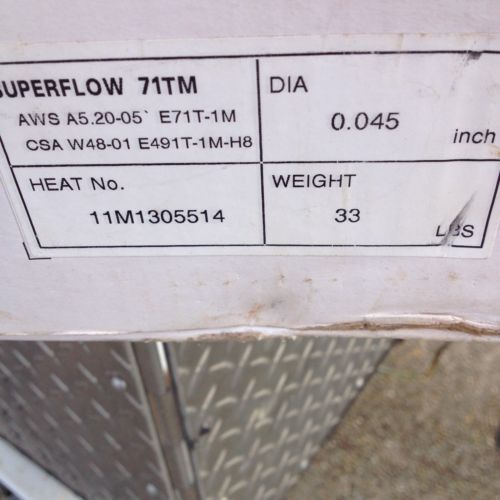 SUPERFLOW 71TM
AWS A5.20-05` E71T-1M
CSA W48-01 E491T-1M-H8
DIA
0.045
inch
HEAT No.
11M1305514
WEIGHT
33
LBS